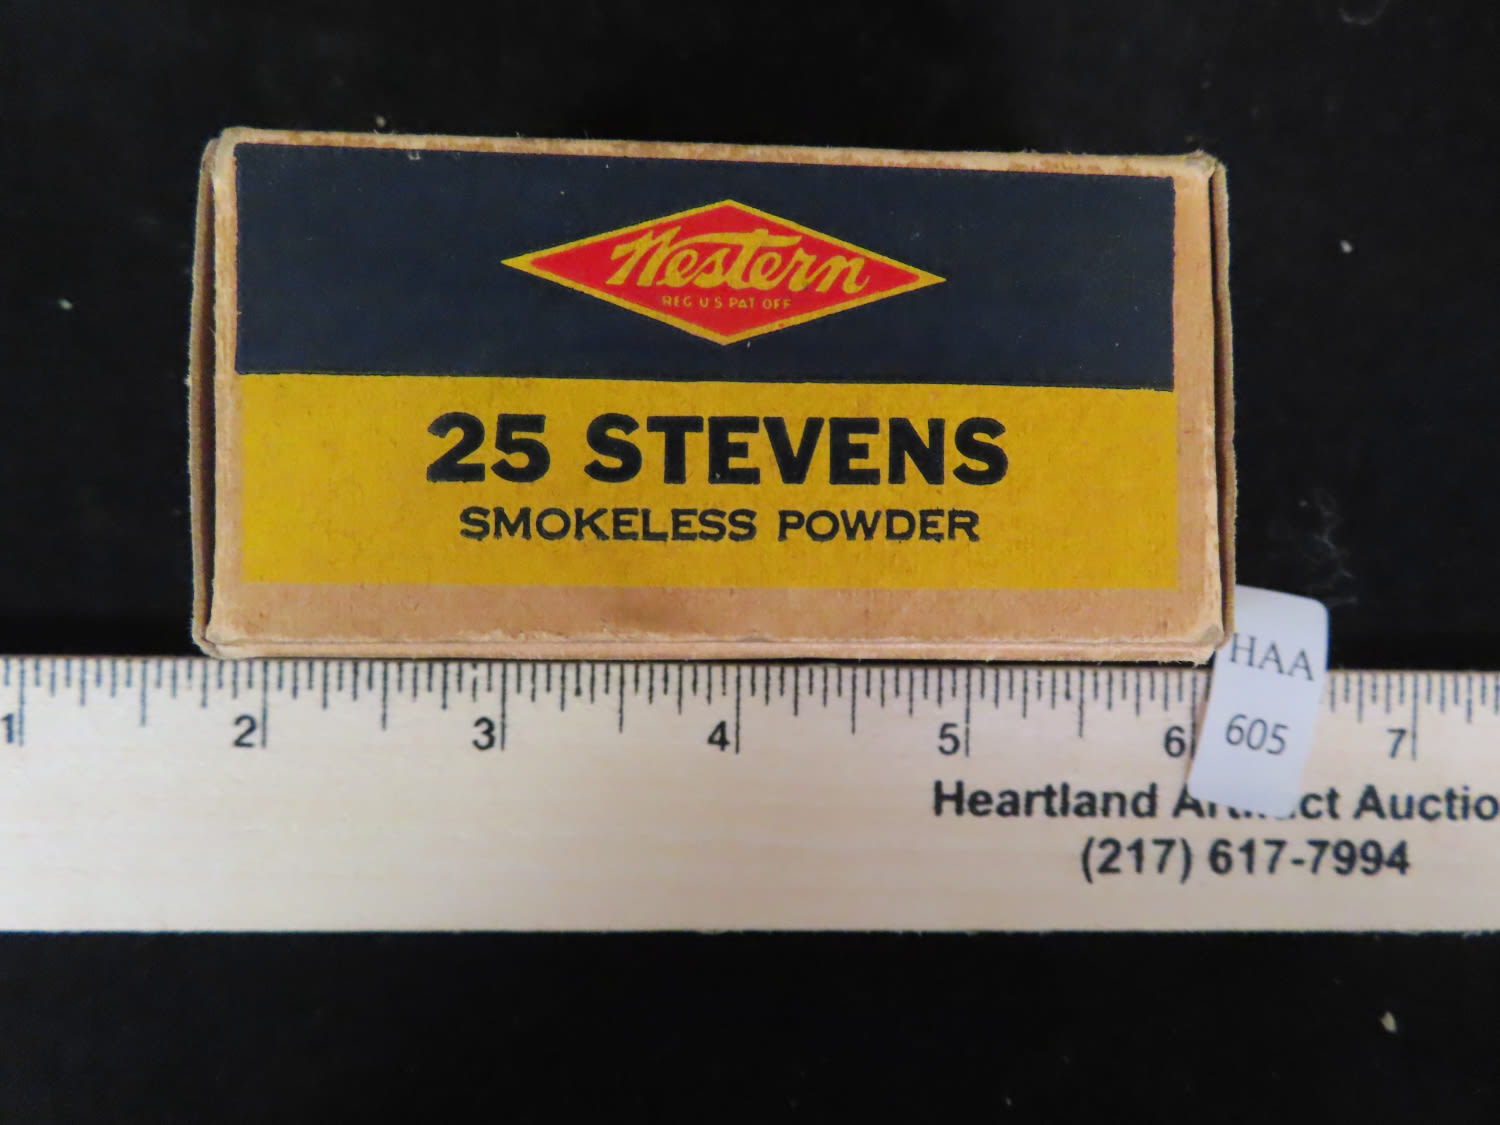 Western
REG U S PAT OFF
25 STEVENS
SMOKELESS POWDER
HAA
605
1 2 3 4 5 6 7
Heartland Auctio
(217) 617-7994